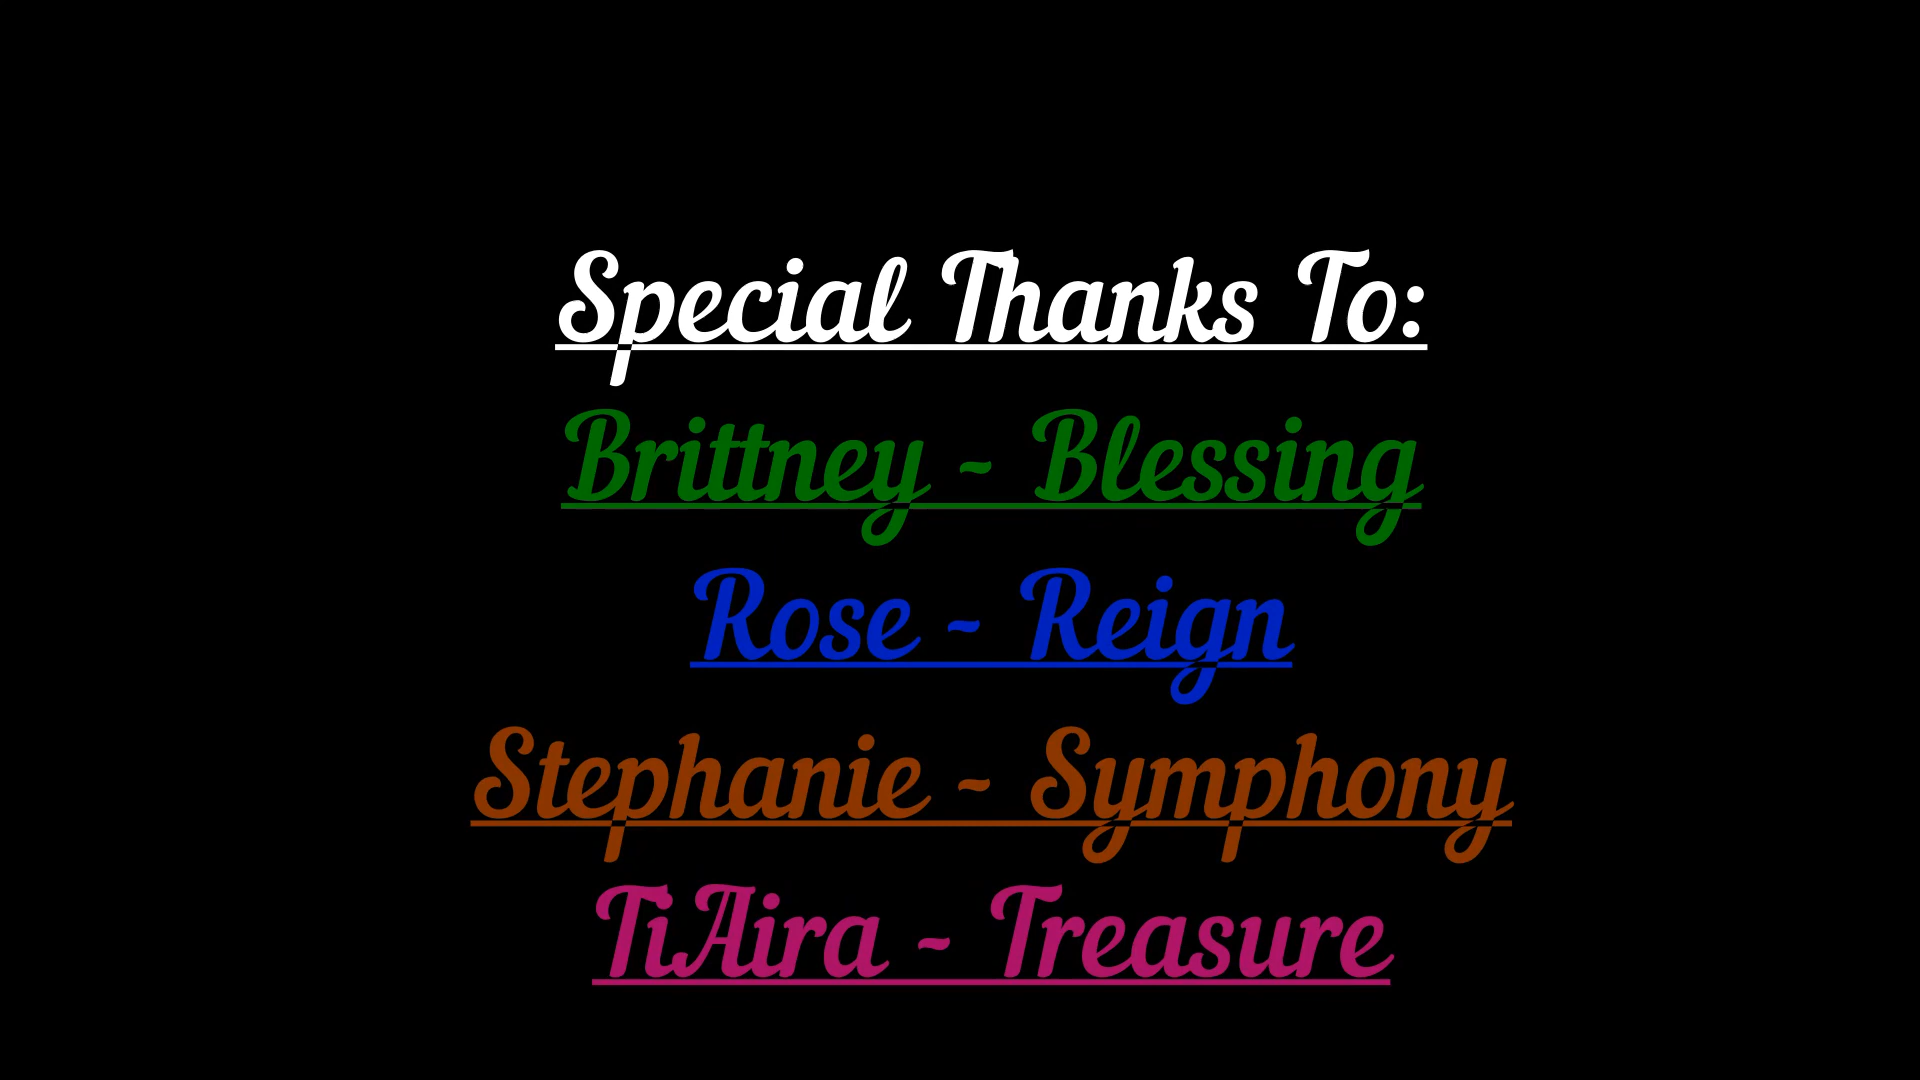 Special Thanks To:
Brittney - Blessing
Rose - Reign
Stephanie - Symphony
TiAira - Treasure